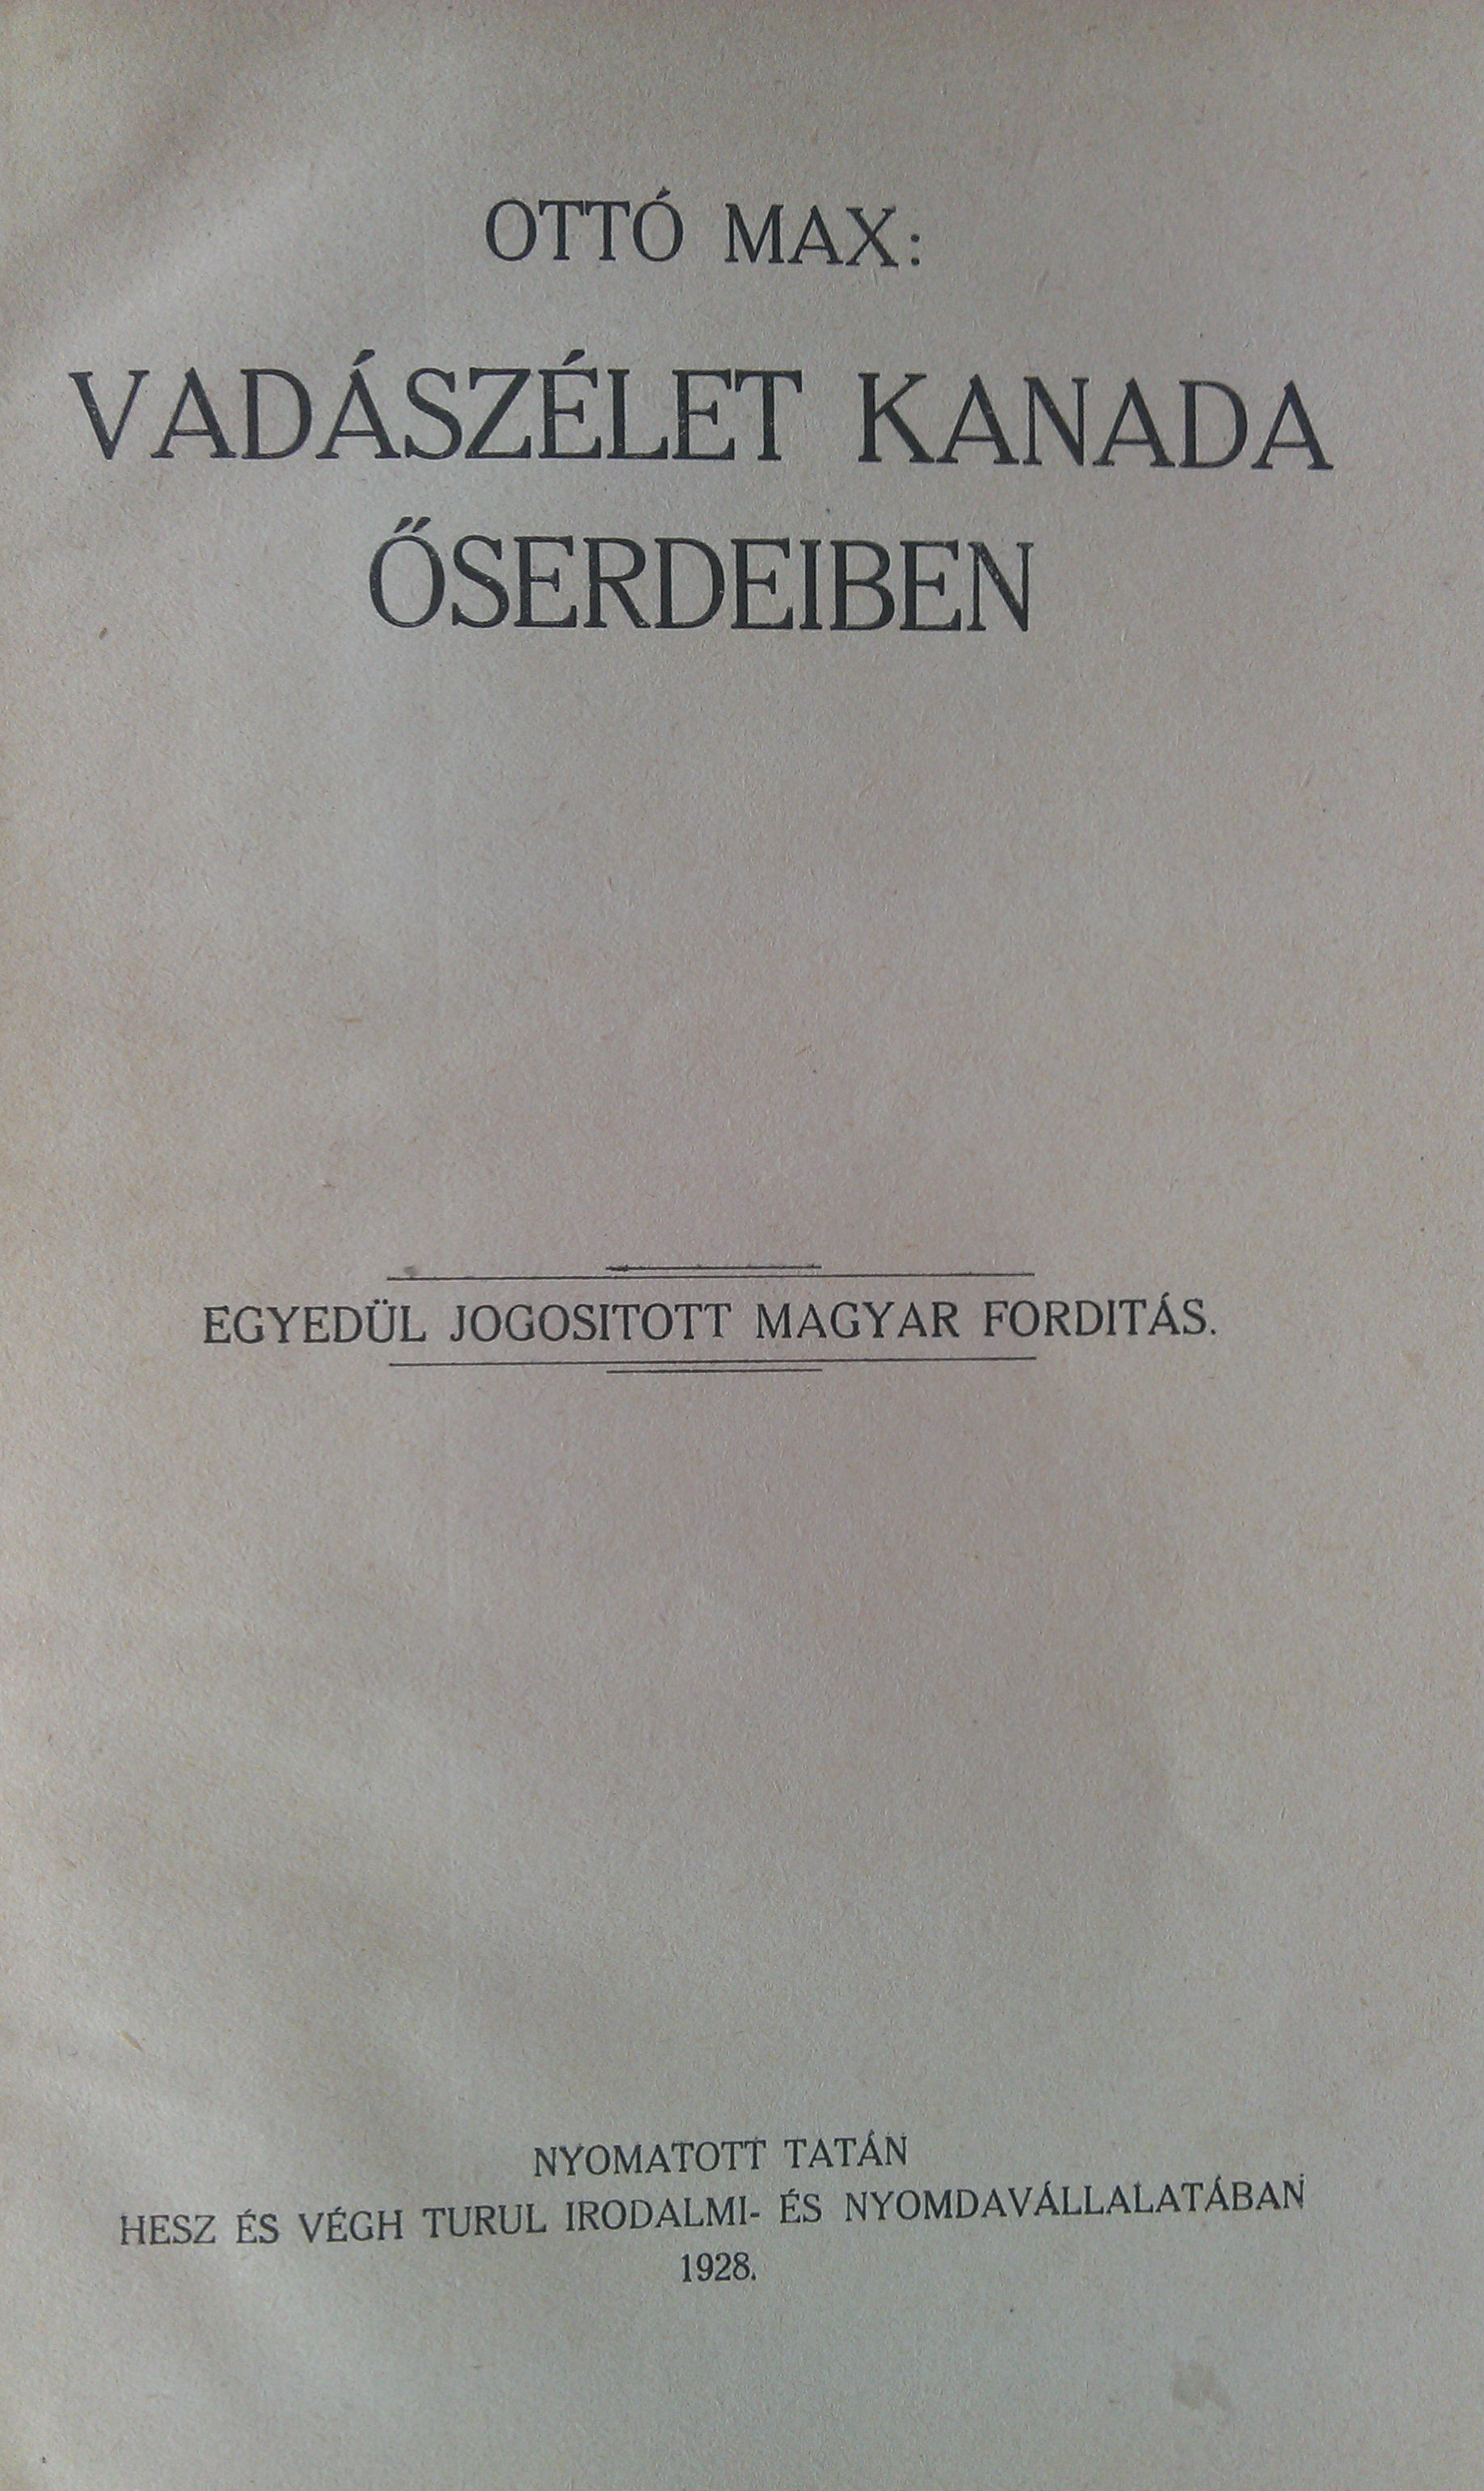 OTTÓ MAX:
VADÁSZÉLET KANADA
ŐSERDEIBEN
EGYEDÜL JOGOSITOTT MAGYAR FORDITÁS.
NYOMATOTT TATÁN
HESZ ÉS VÉGH TURUL IRODALMI- ÉS NYOMDAVÁLLALATÁBAN
1928.